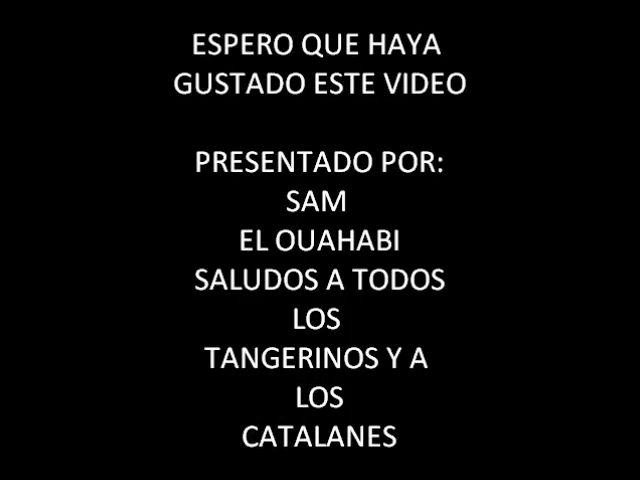 ESPERO QUE HAYA
GUSTADO ESTE VIDEO
PRESENTADO POR:
SAM
EL OUAHABI
SALUDOS A TODOS
LOS
TANGERINOS Y A
LOS
CATALANES